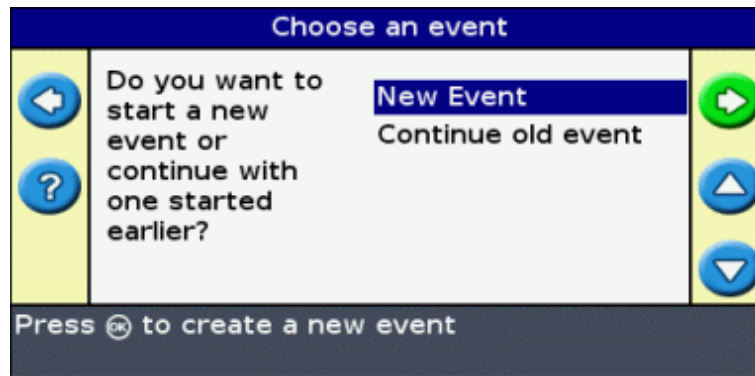 Choose an event
Do you want to
start a new
event or
continue with
one started
earlier?
New Event
Continue old event
?
Press OK to create a new event